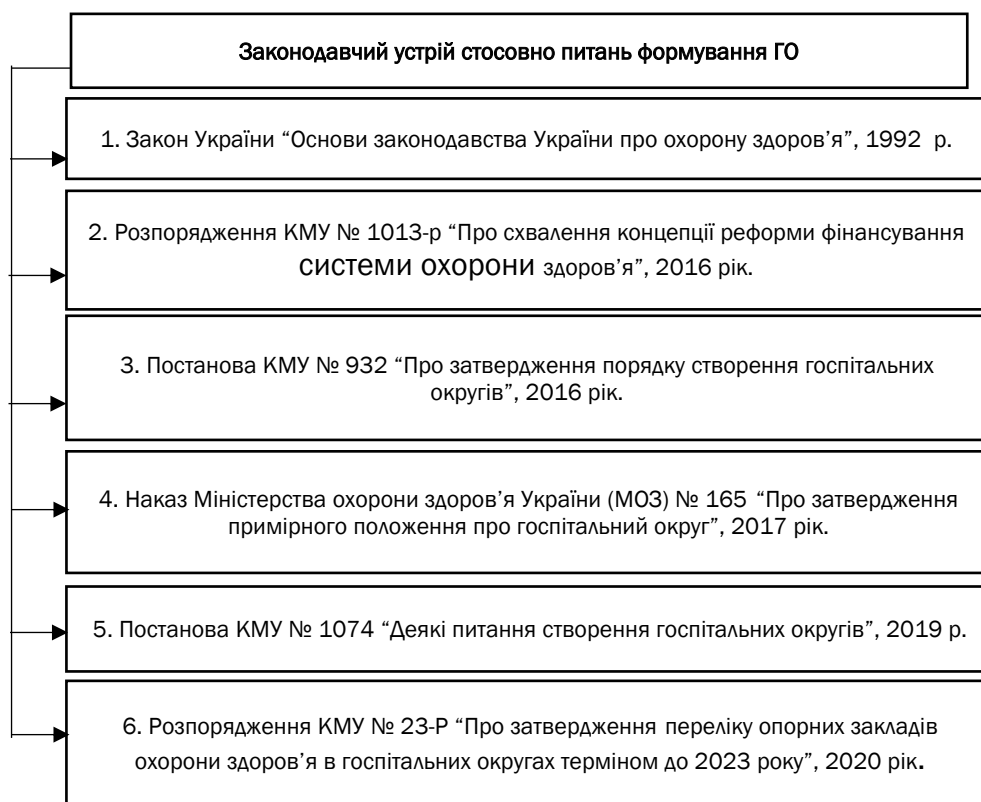 Законодавчий устрій стосовно питань формування ГО
1. Закон України “Основи законодавства України про охорону здоров’я”, 1992 р.
2. Розпорядження КМУ № 1013-р “Про схвалення концепції реформи фінансування
системи охорони здоров’я”, 2016 рік.
3. Постанова КМУ № 932 “Про затвердження порядку створення госпітальних
округів”, 2016 рік.
4. Наказ Міністерства охорони здоров’я України (МОЗ) № 165 “Про затвердження
примірного положення про госпітальний округ”, 2017 рік.
5. Постанова КМУ № 1074 “Деякі питання створення госпітальних округів”, 2019 р.
6. Розпорядження КМУ № 23-Р “Про затвердження переліку опорних закладів
охорони здоров’я в госпітальних округах терміном до 2023 року”, 2020 рік.